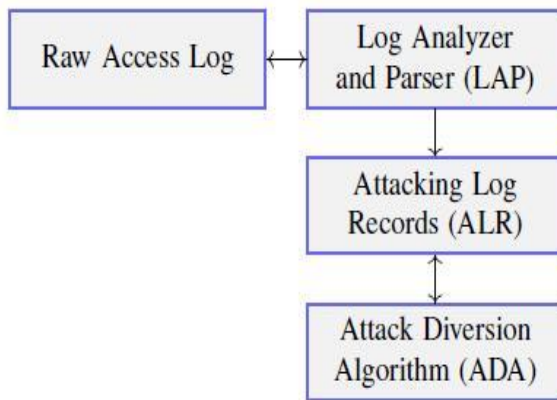 Raw Access Log
Log Analyzer
and Parser (LAP)
Attacking Log
Records (ALR)
Attack Diversion
Algorithm (ADA)